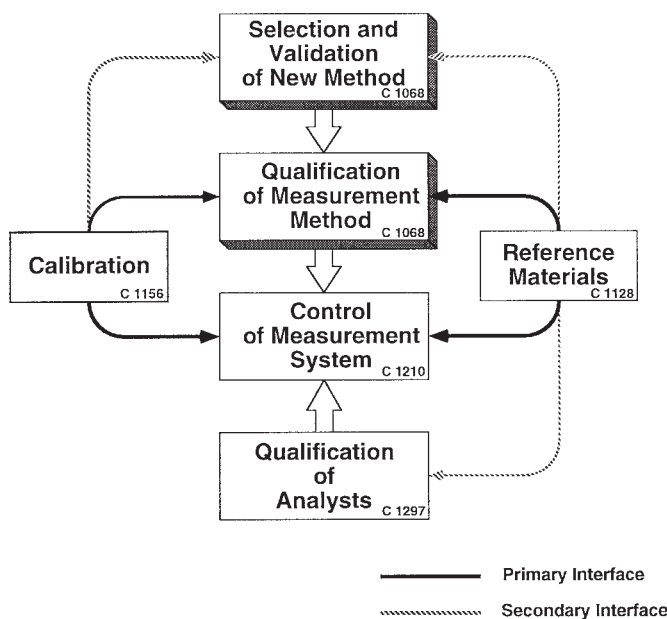 Selection and
Validation
of New Method
C 1068
Qualification
of Measurement
Method
C 1068
Calibration
C 1156
Reference
Materials
C 1128
Control
of Measurement
System
C 1210
Qualification
of
Analysts
C 1297
Primary Interface
Secondary Interface